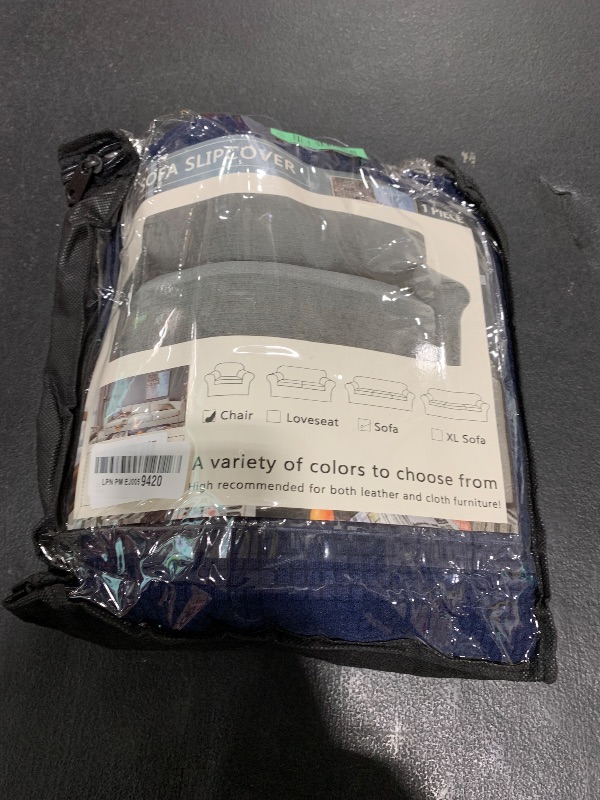 SOFA SLIPCOVER
1 PIECE
Chair
Loveseat
Sofa
XL Sofa
A variety of colors to choose from
High recommended for both leather and cloth furniture!
LPN PM EJ005 9420